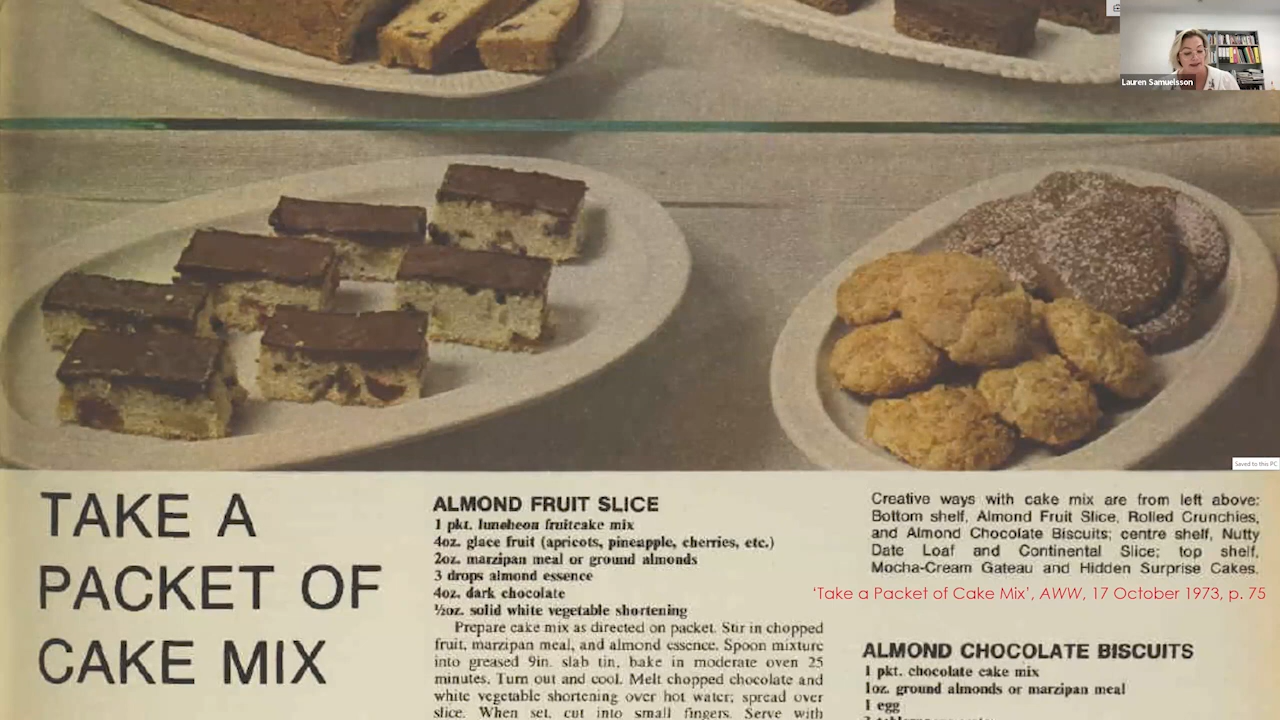 Lauren Samuelsson
Saved to this PC
TAKE A
PACKET OF
CAKE MIX
ALMOND FRUIT SLICE
1 pkt. luncheon fruitcake mix
4oz. glace fruit (apricots, pineapple, cherries, etc.)
2oz. marzipan meal or ground almonds
3 drops almond essence
4oz. dark chocolate
½oz. solid white vegetable shortening
Prepare cake mix as directed on packet. Stir in chopped
fruit, marzipan meal, and almond essence. Spoon mixture
into greased 9in. slab tin, bake in moderate oven 25
minutes. Turn out and cool. Melt chopped chocolate and
white vegetable shortening over hot water; spread over
slice. When set, cut into small fingers. Serve with
Creative ways with cake mix are from left above:
Bottom shelf, Almond Fruit Slice, Rolled Crunchies,
and Almond Chocolate Biscuits; centre shelf, Nutty
Date Loaf and Continental Slice; top shelf,
Mocha-Cream Gateau and Hidden Surprise Cakes.
'Take a Packet of Cake Mix', AWW, 17 October 1973, p. 75
ALMOND CHOCOLATE BISCUITS
1 pkt. chocolate cake mix
1oz. ground almonds or marzipan meal
1 egg